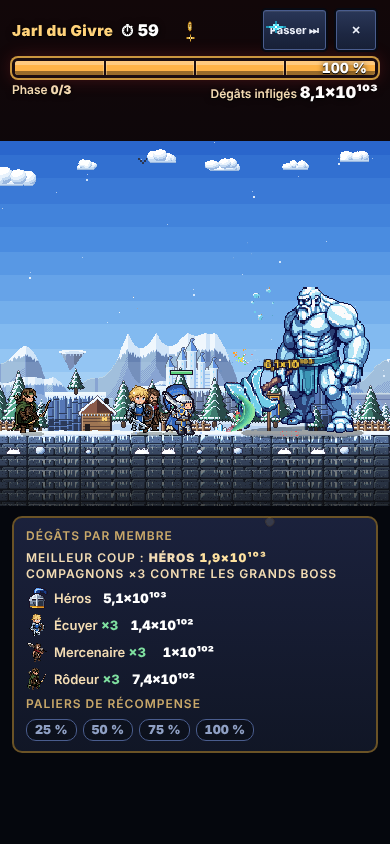 Jarl du Givre ⏱ 59
Passer ⏭ ×
100 %
Phase 0/3
Dégâts infligés 8,1×10¹⁰³
DÉGÂTS PAR MEMBRE
MEILLEUR COUP : HÉROS 1,9×10¹⁰³
COMPAGNONS ×3 CONTRE LES GRANDS BOSS
Héros 5,1×10¹⁰³
Écuyer ×3 1,4×10¹⁰²
Mercenaire ×3 1×10¹⁰²
Rôdeur ×3 7,4×10¹⁰²
PALIERS DE RÉCOMPENSE
25 % 50 % 75 % 100 %